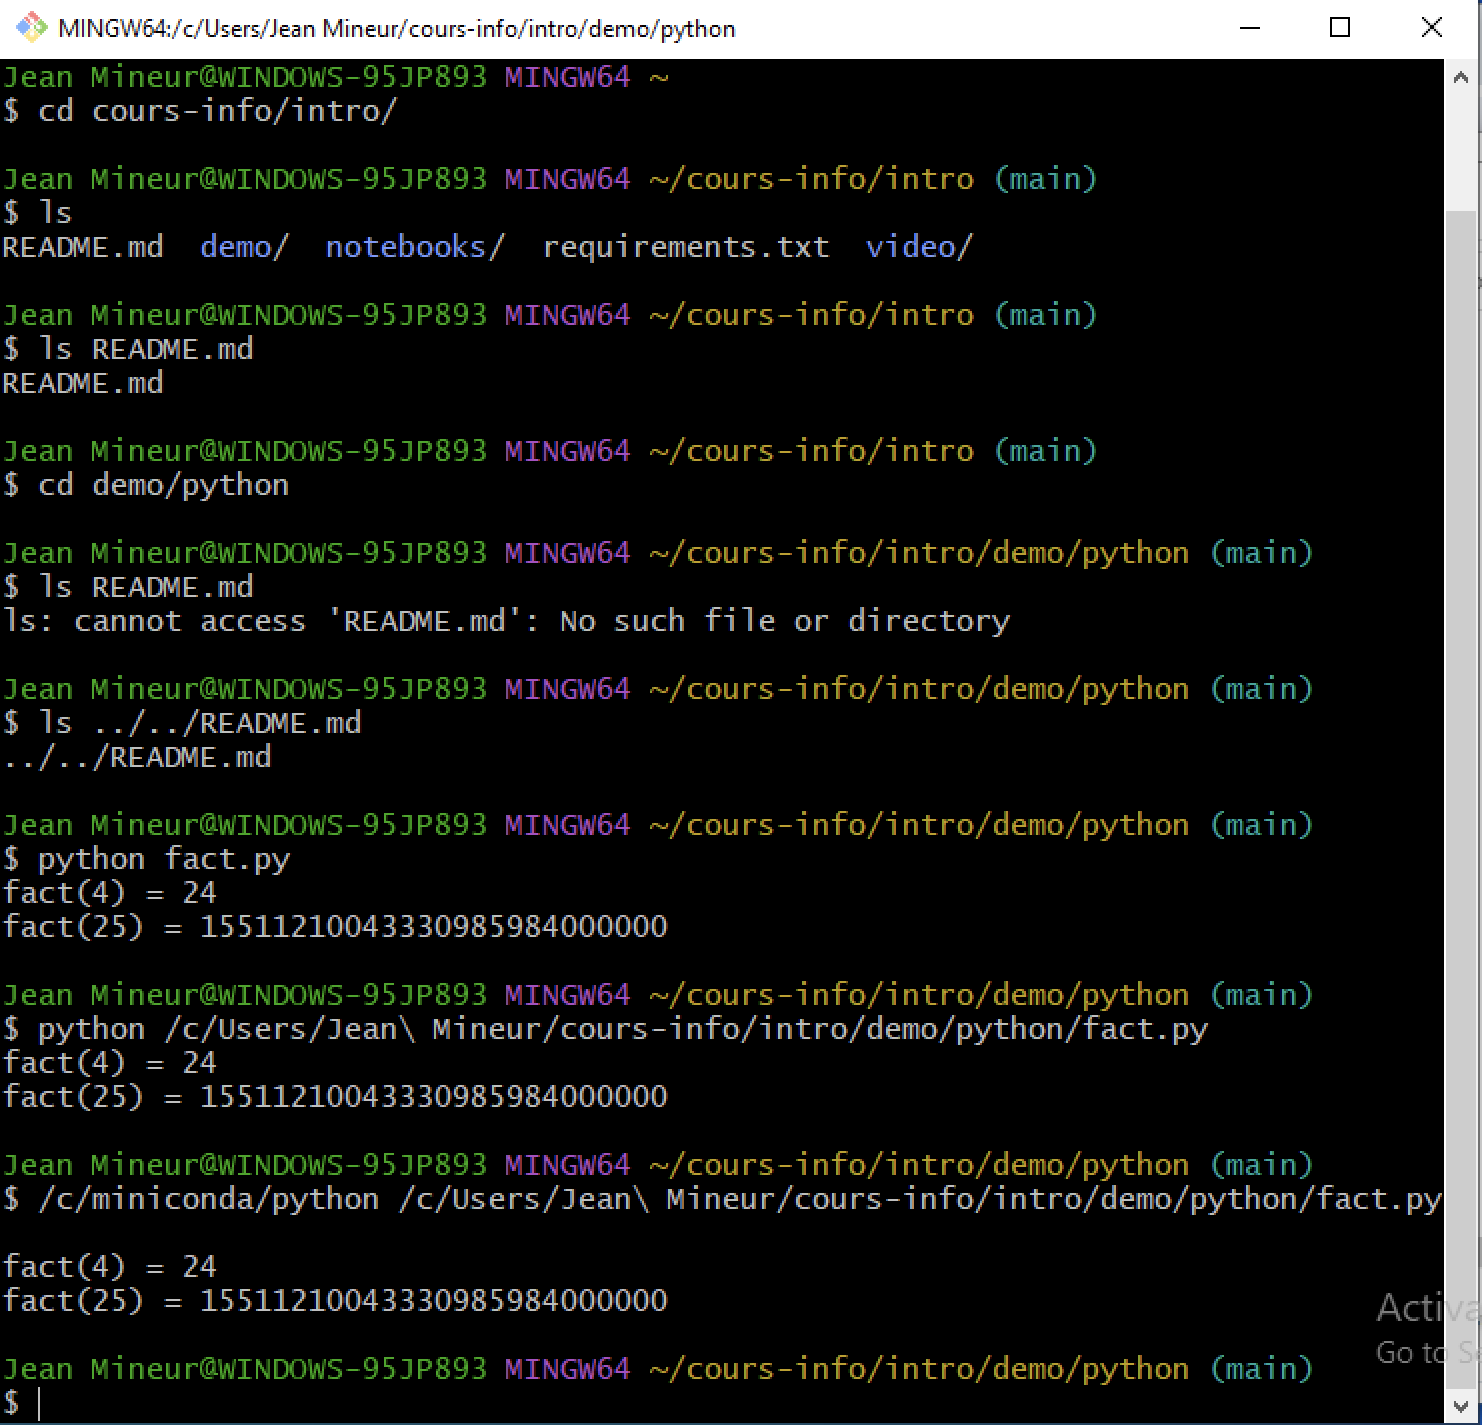 MINGW64:/c/Users/Jean Mineur/cours-info/intro/demo/python
Jean Mineur@WINDOWS-95JP893 MINGW64 ~
$ cd cours-info/intro/
Jean Mineur@WINDOWS-95JP893 MINGW64 ~/cours-info/intro (main)
$ ls
README.md  demo/  notebooks/  requirements.txt  video/
Jean Mineur@WINDOWS-95JP893 MINGW64 ~/cours-info/intro (main)
$ ls README.md
README.md
Jean Mineur@WINDOWS-95JP893 MINGW64 ~/cours-info/intro (main)
$ cd demo/python
Jean Mineur@WINDOWS-95JP893 MINGW64 ~/cours-info/intro/demo/python (main)
$ ls README.md
ls: cannot access 'README.md': No such file or directory
Jean Mineur@WINDOWS-95JP893 MINGW64 ~/cours-info/intro/demo/python (main)
$ ls ../../README.md
../../README.md
Jean Mineur@WINDOWS-95JP893 MINGW64 ~/cours-info/intro/demo/python (main)
$ python fact.py
fact(4) = 24
fact(25) = 15511210043330985984000000
Jean Mineur@WINDOWS-95JP893 MINGW64 ~/cours-info/intro/demo/python (main)
$ python /c/Users/Jean\ Mineur/cours-info/intro/demo/python/fact.py
fact(4) = 24
fact(25) = 15511210043330985984000000
Jean Mineur@WINDOWS-95JP893 MINGW64 ~/cours-info/intro/demo/python (main)
$ /c/miniconda/python /c/Users/Jean\ Mineur/cours-info/intro/demo/python/fact.py
fact(4) = 24
fact(25) = 15511210043330985984000000
Jean Mineur@WINDOWS-95JP893 MINGW64 ~/cours-info/intro/demo/python (main)
$
Activa
Go to Se